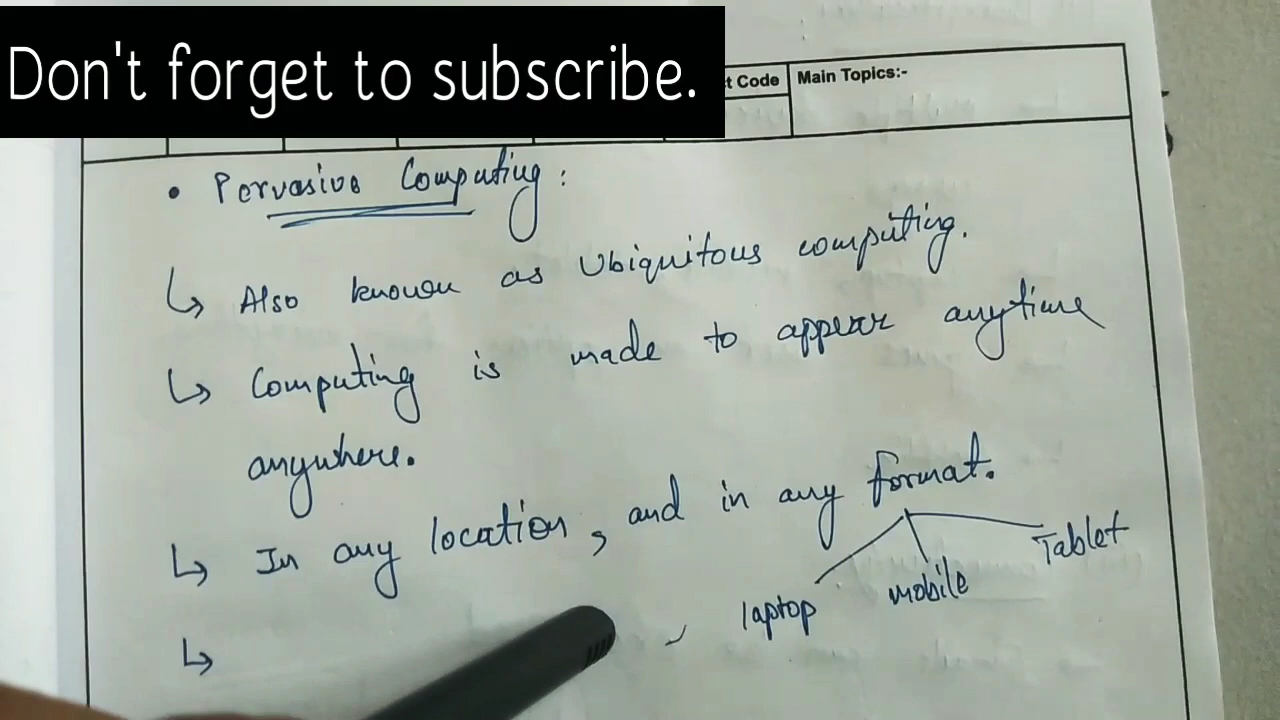 Don't forget to subscribe.
t Code
Main Topics:-
• Pervasive Computing:
↳ Also known as Ubiquitous computing.
↳ Computing is made to appear anytime
anywhere.
↳ In any location, and in any format.
laptop mobile Tablet
↳